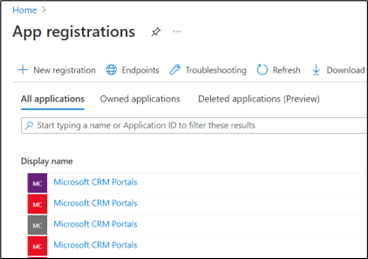 Home
App registrations
New registration Endpoints Troubleshooting Refresh Download
All applications Owned applications Deleted applications (Preview)
Start typing a name or Application ID to filter these results
Display name
MC Microsoft CRM Portals
MC Microsoft CRM Portals
MC Microsoft CRM Portals
MC Microsoft CRM Portals